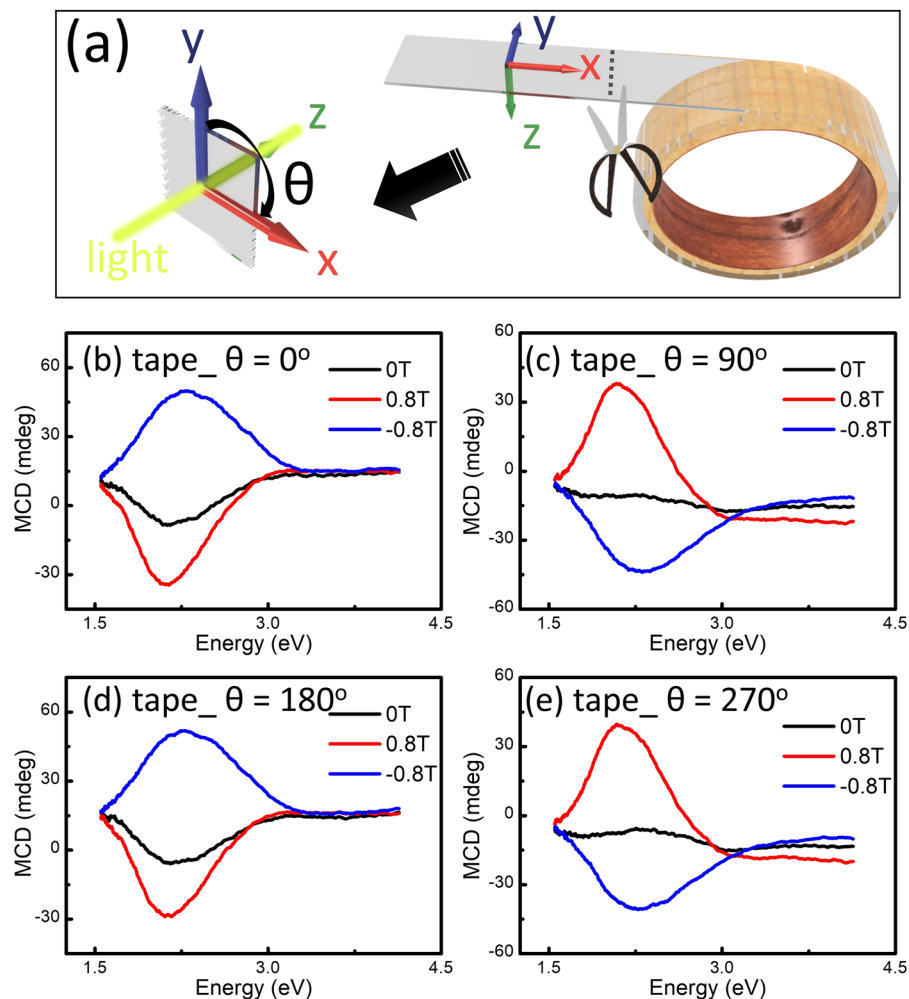 (a)
y
z
θ
x
light
y
x
z
(b) tape_ θ = 0°
0T
0.8T
-0.8T
60
30
0
-30
MCD (mdeg)
1.5
3.0
4.5
Energy (eV)
(c) tape_ θ = 90°
0T
0.8T
-0.8T
60
30
0
-30
-60
MCD (mdeg)
1.5
3.0
4.5
Energy (eV)
(d) tape_ θ = 180°
0T
0.8T
-0.8T
60
30
0
-30
MCD (mdeg)
1.5
3.0
4.5
Energy (eV)
(e) tape_ θ = 270°
0T
0.8T
-0.8T
60
30
0
-30
-60
MCD (mdeg)
1.5
3.0
4.5
Energy (eV)